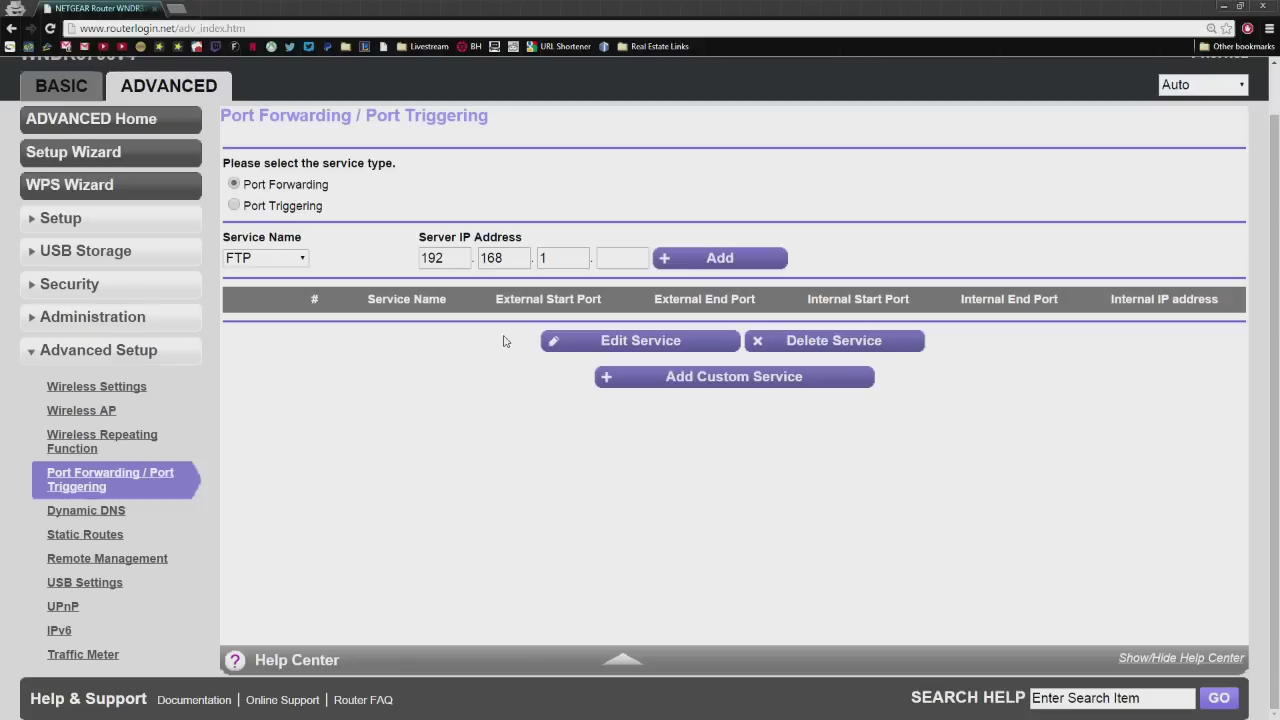 NETGEAR Router WNDR3
www.routerlogin.net/adv_index.htm
Livestream BH URL Shortener Real Estate Links Other bookmarks
BASIC ADVANCED Auto
ADVANCED Home
Setup Wizard
WPS Wizard
Setup
USB Storage
Security
Administration
Advanced Setup
Wireless Settings
Wireless AP
Wireless Repeating
Function
Port Forwarding / Port
Triggering
Dynamic DNS
Static Routes
Remote Management
USB Settings
UPnP
IPv6
Traffic Meter
Port Forwarding / Port Triggering
Please select the service type.
Port Forwarding
Port Triggering
Service Name Server IP Address
FTP 192 . 168 . 1 . Add
# Service Name External Start Port External End Port Internal Start Port Internal End Port Internal IP address
Edit Service Delete Service
Add Custom Service
? Help Center Show/Hide Help Center
Help & Support Documentation | Online Support | Router FAQ SEARCH HELP Enter Search Item GO